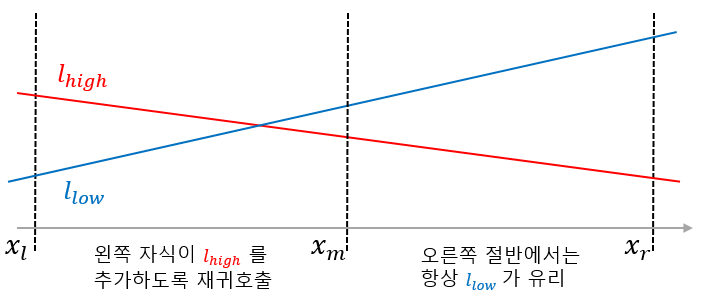 l_high
l_low
x_l
x_m
x_r
왼쪽 자식이 l_high 를
추가하도록 재귀호출
오른쪽 절반에서는
항상 l_low 가 유리